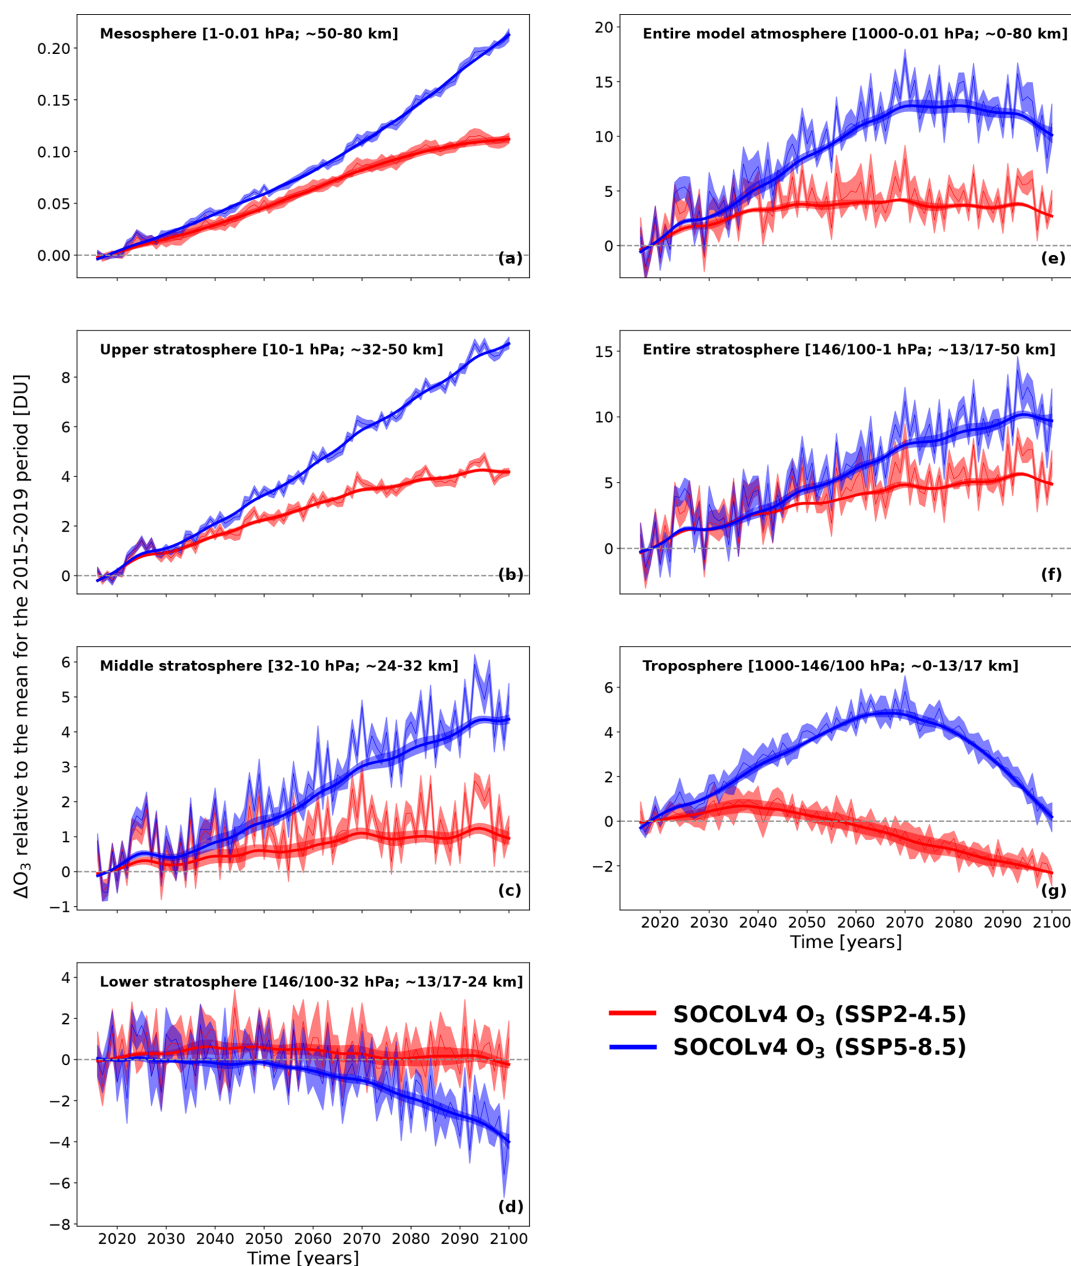 ΔO₃ relative to the mean for the 2015-2019 period [DU]
Mesosphere [1-0.01 hPa; ~50-80 km]
0.20
0.15
0.10
0.05
0.00
(a)
Upper stratosphere [10-1 hPa; ~32-50 km]
8
6
4
2
0
(b)
Middle stratosphere [32-10 hPa; ~24-32 km]
6
5
4
3
2
1
0
−1
(c)
Lower stratosphere [146/100-32 hPa; ~13/17-24 km]
4
2
0
−2
−4
−6
−8
(d)
2020 2030 2040 2050 2060 2070 2080 2090 2100
Time [years]
Entire model atmosphere [1000-0.01 hPa; ~0-80 km]
20
15
10
5
0
(e)
Entire stratosphere [146/100-1 hPa; ~13/17-50 km]
15
10
5
0
(f)
Troposphere [1000-146/100 hPa; ~0-13/17 km]
6
4
2
0
−2
(g)
2020 2030 2040 2050 2060 2070 2080 2090 2100
Time [years]
SOCOLv4 O₃ (SSP2-4.5)
SOCOLv4 O₃ (SSP5-8.5)